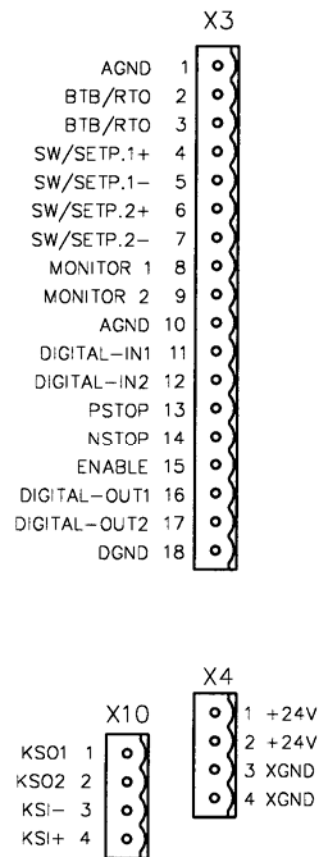 X3
AGND 1
BTB/RTO 2
BTB/RTO 3
SW/SETP.1+ 4
SW/SETP.1- 5
SW/SETP.2+ 6
SW/SETP.2- 7
MONITOR 1 8
MONITOR 2 9
AGND 10
DIGITAL-IN1 11
DIGITAL-IN2 12
PSTOP 13
NSTOP 14
ENABLE 15
DIGITAL-OUT1 16
DIGITAL-OUT2 17
DGND 18
X4
1 +24V
2 +24V
3 XGND
4 XGND
X10
KSO1 1
KSO2 2
KSI- 3
KSI+ 4